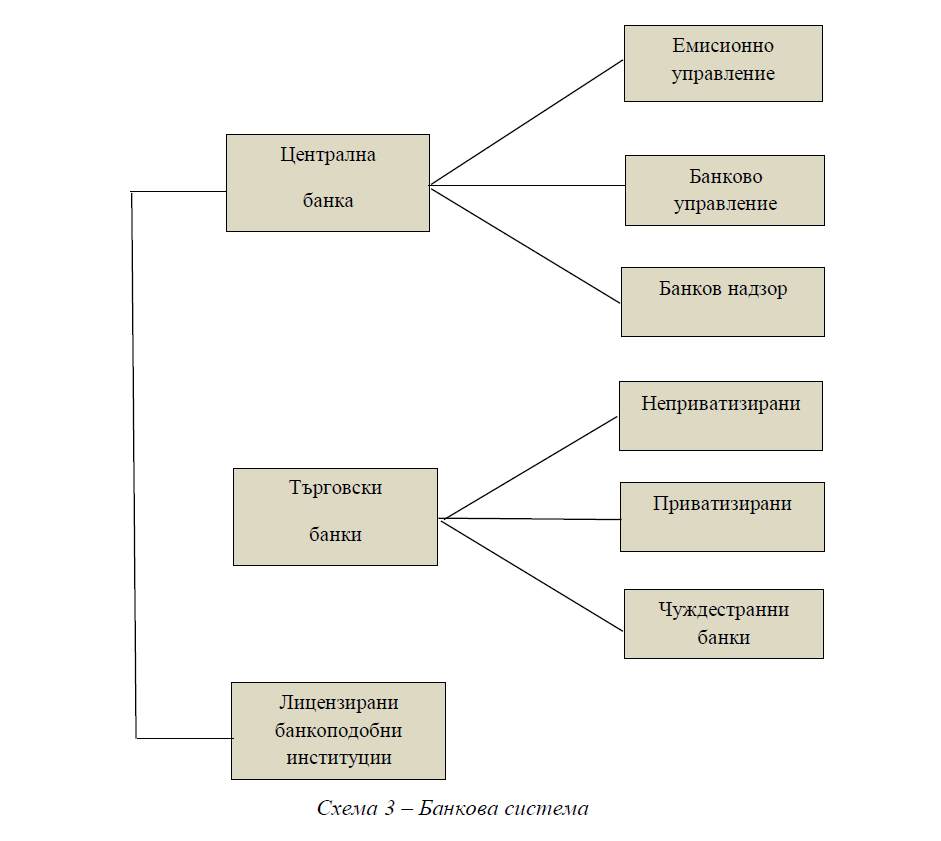 Централна
банка
Емисионно
управление
Банково
управление
Банков надзор
Търговски
банки
Неприватизирани
Приватизирани
Чуждестранни
банки
Лицензирани
банкоподобни
институции
Схема 3 – Банкова система